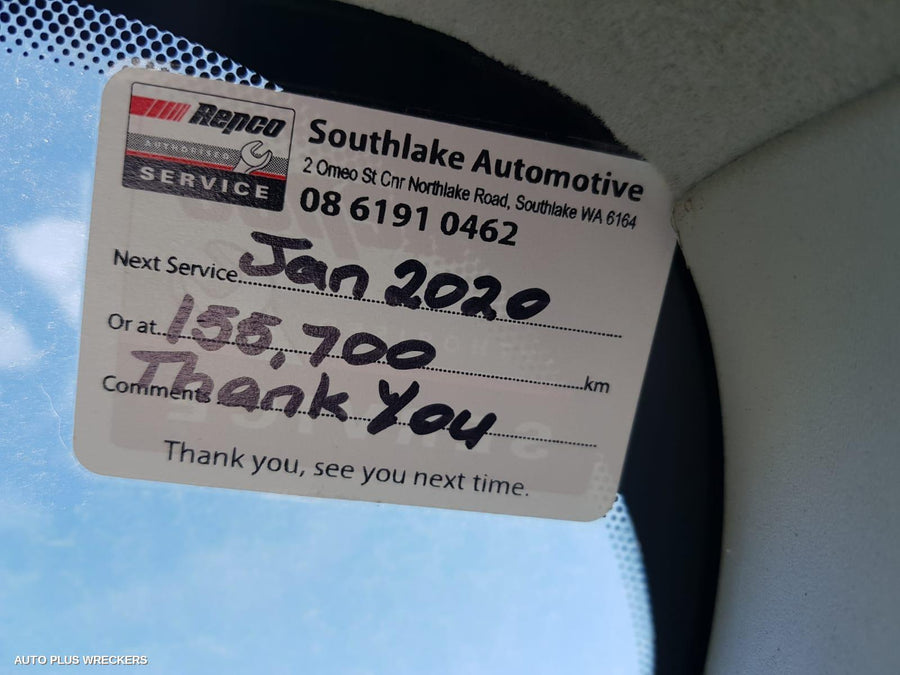 Repco
AUTHORISED
SERVICE
Southlake Automotive
2 Omeo St Cnr Northlake Road, Southlake WA 6164
08 6191 0462
Next Service Jan 2020
Or at 155,700 km
Comments Thank You
Thank you, see you next time.
AUTO PLUS WRECKERS